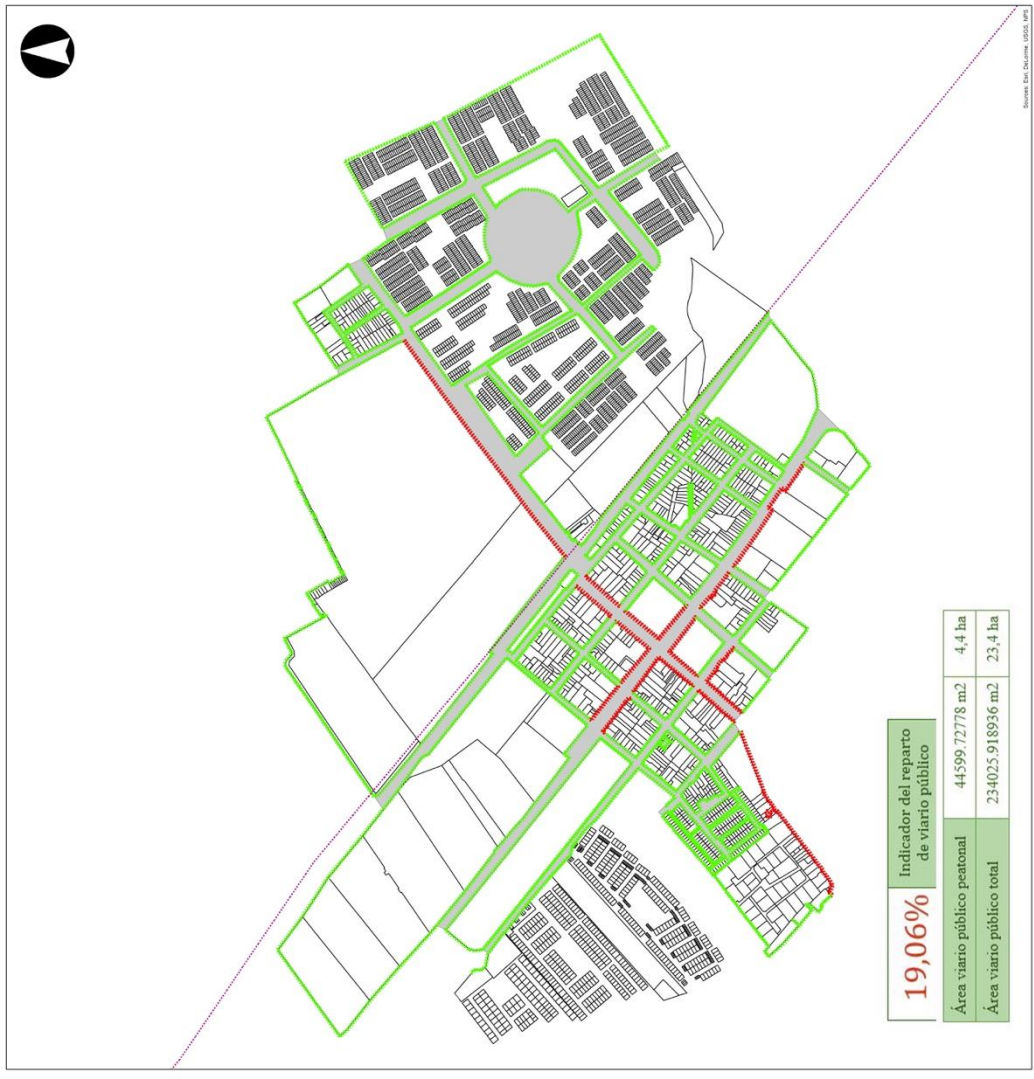 19,06%
Indicador del reparto
de viario público
Área viario público peatonal
44599.72778 m2
4,4 ha
Área viario público total
234025.918936 m2
23,4 ha
Sources: Esri, DeLorme, USGS, NPS